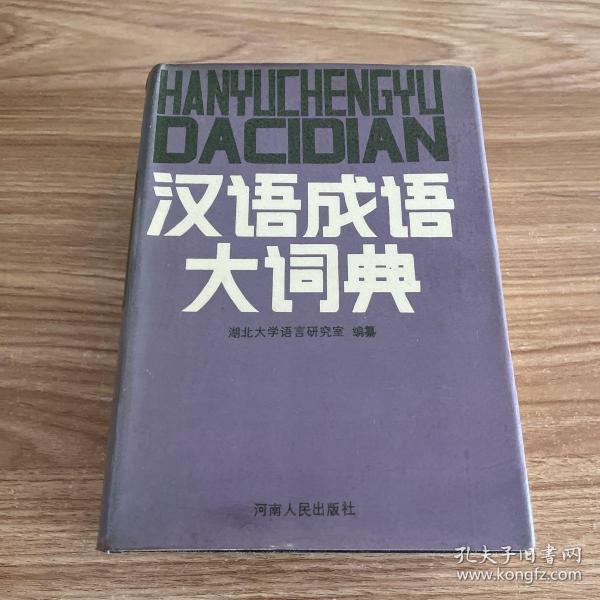 HANYUCHENGYU
DACIDIAN
汉语成语
大词典
湖北大学语言研究室 编纂
河南人民出版社
孔夫子旧书网
www.kongfz.com